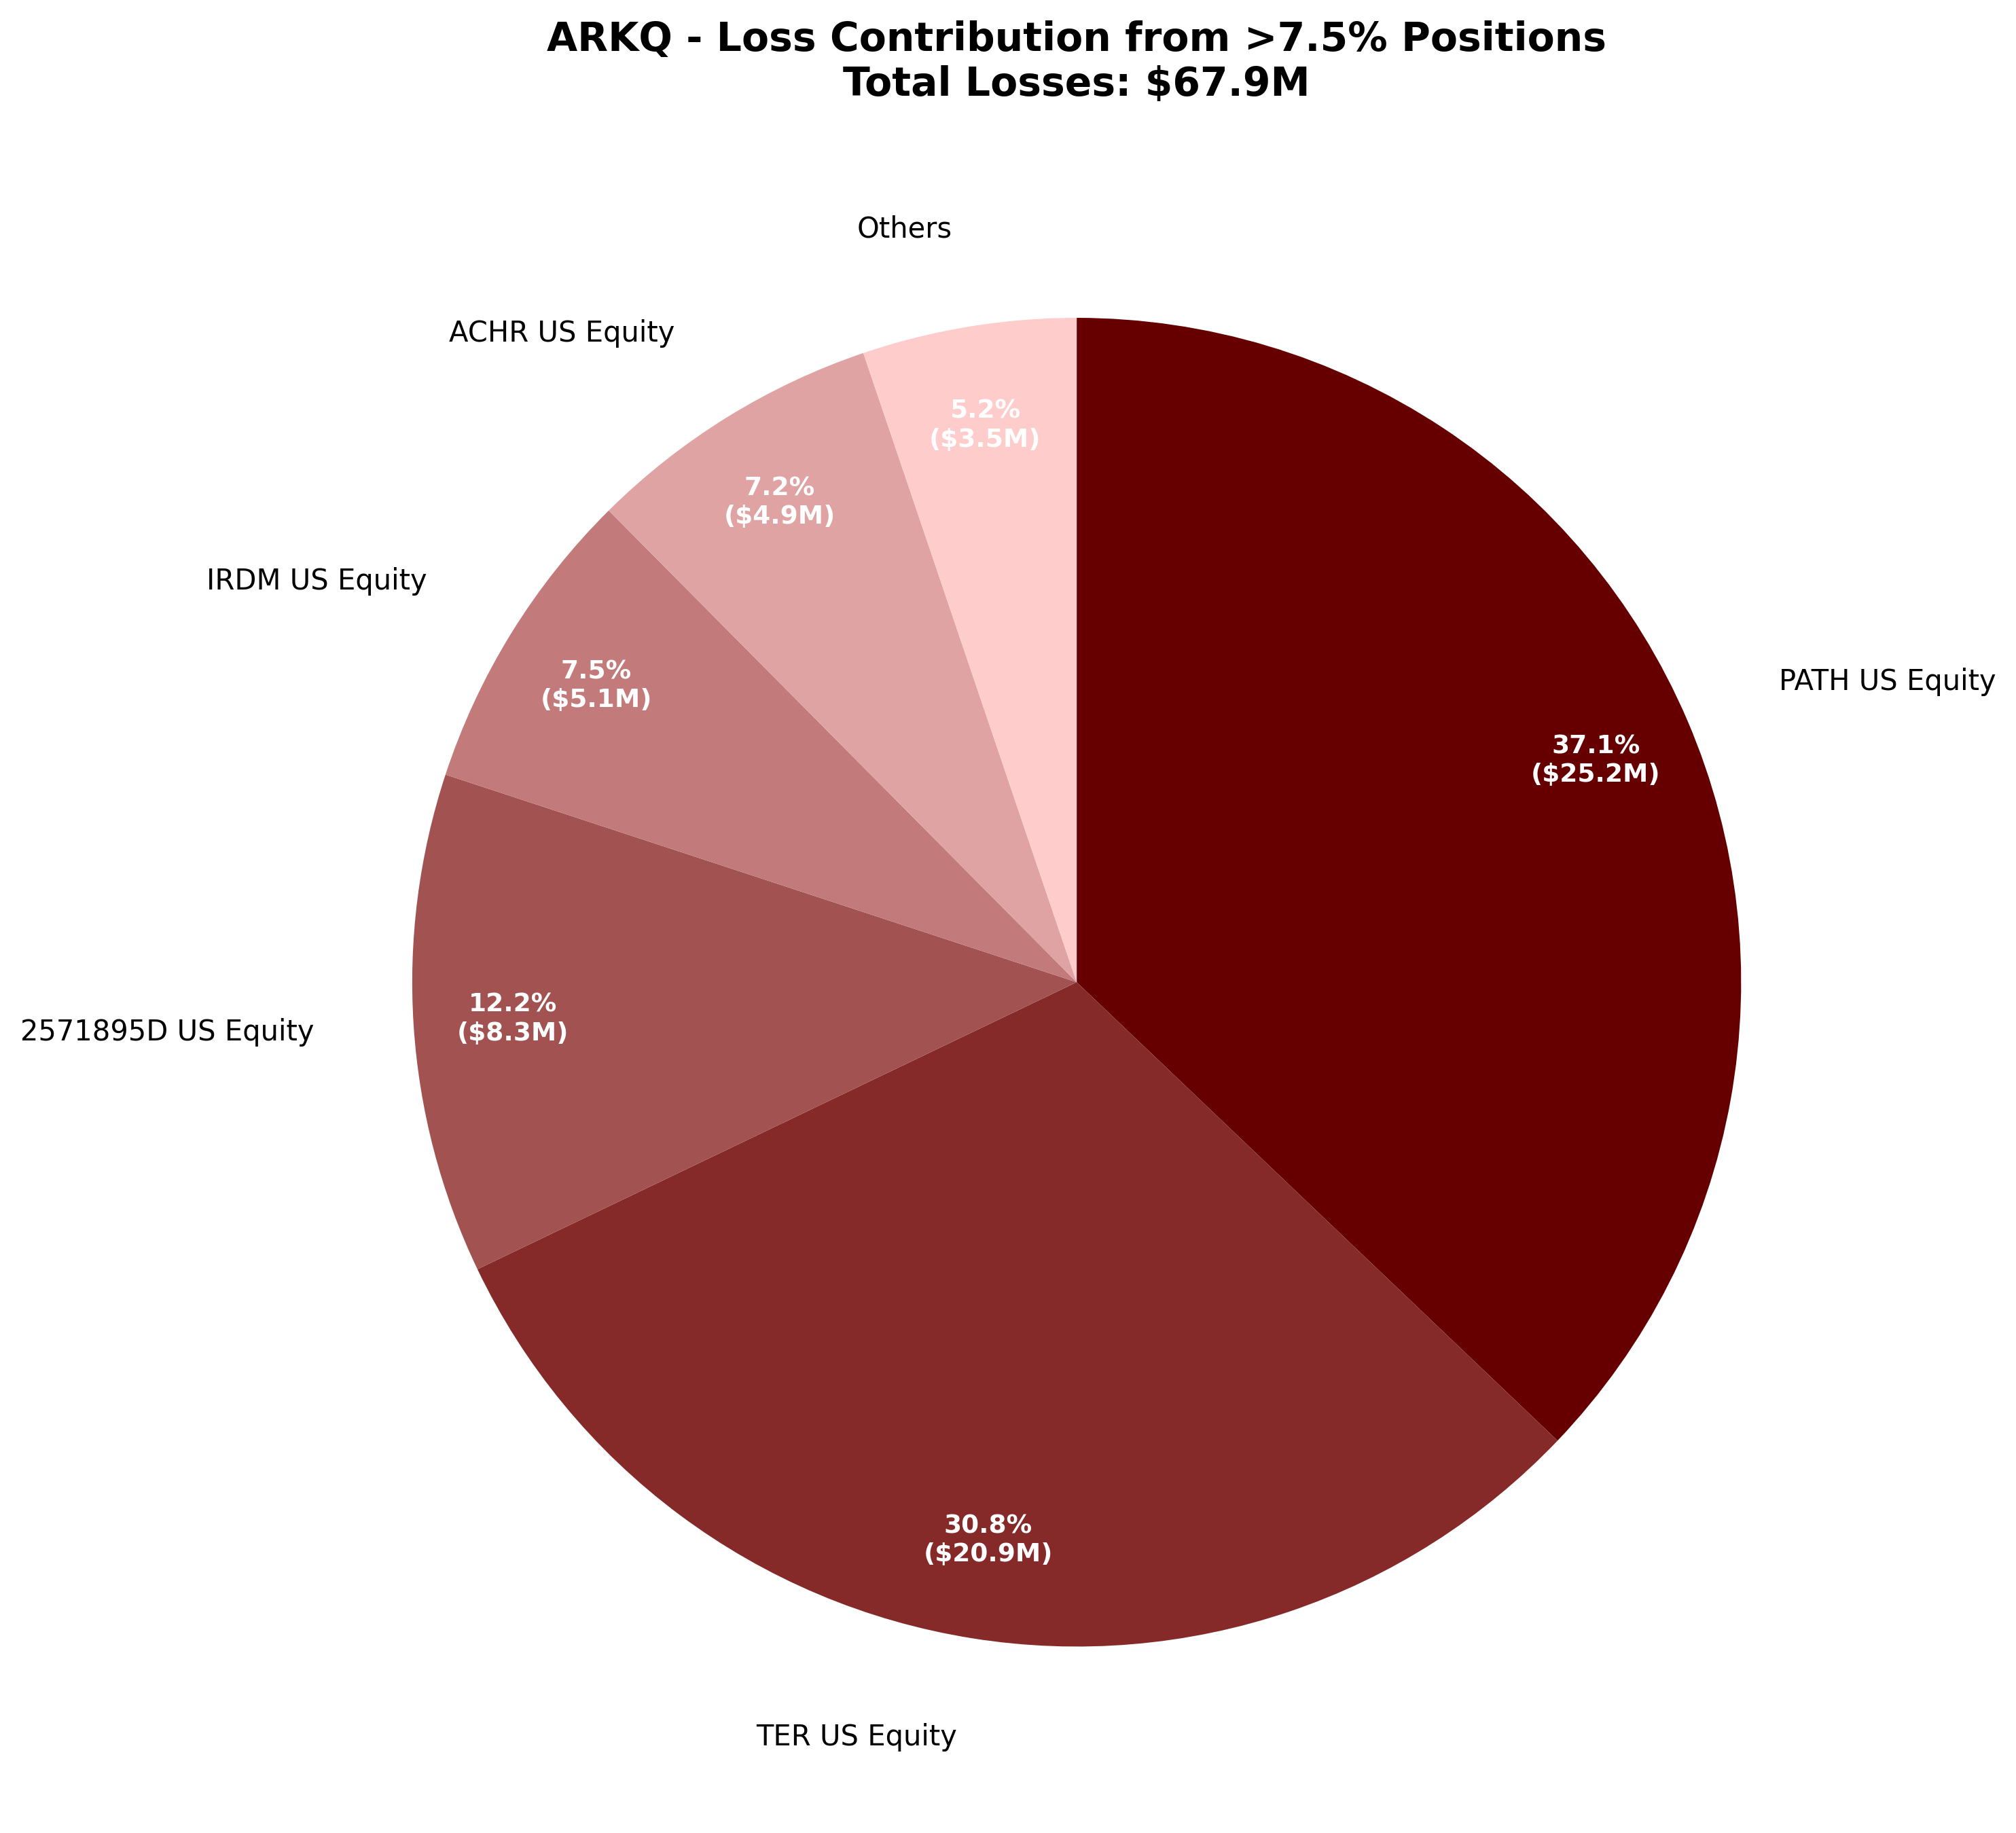 ARKQ - Loss Contribution from >7.5% Positions
Total Losses: $67.9M
Others
ACHR US Equity
5.2%
($3.5M)
7.2%
($4.9M)
IRDM US Equity
7.5%
($5.1M)
PATH US Equity
37.1%
($25.2M)
12.2%
($8.3M)
2571895D US Equity
30.8%
($20.9M)
TER US Equity